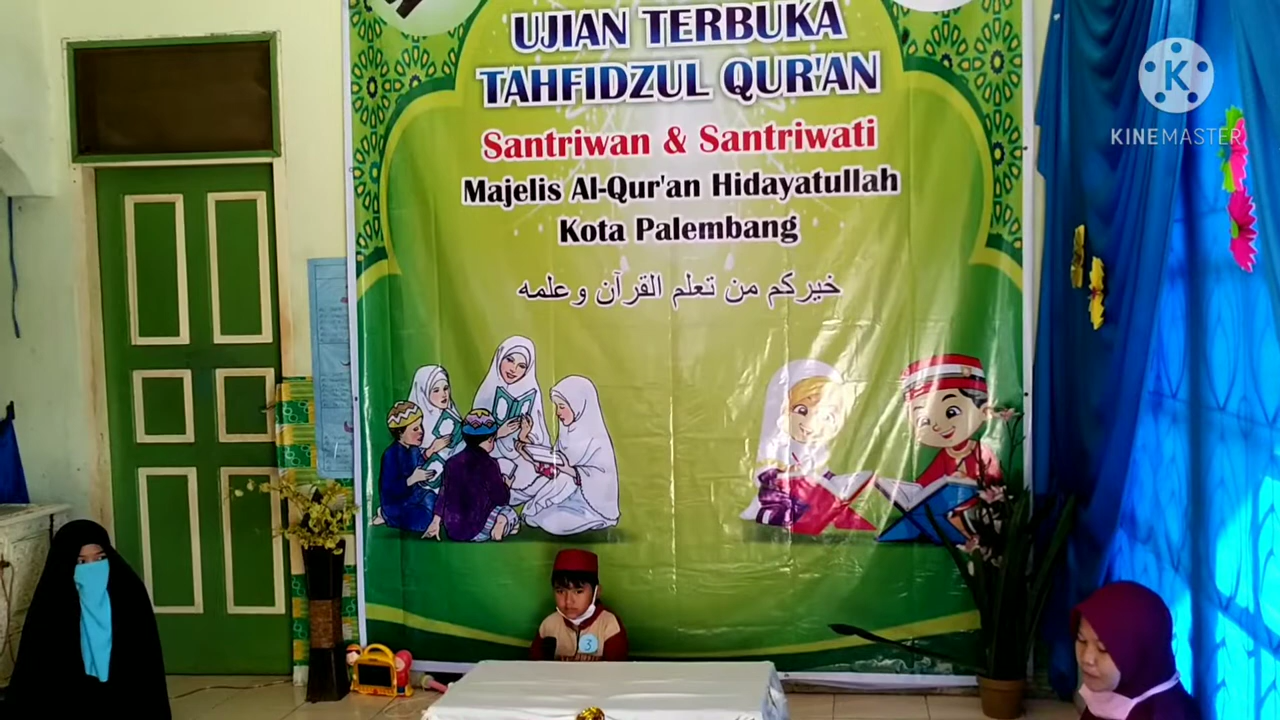 UJIAN TERBUKA
TAHFIDZUL QUR'AN
Santriwan & Santriwati
Majelis Al-Qur'an Hidayatullah
Kota Palembang
خيركم من تعلم القرآن وعلمه
K
KINEMASTER
3